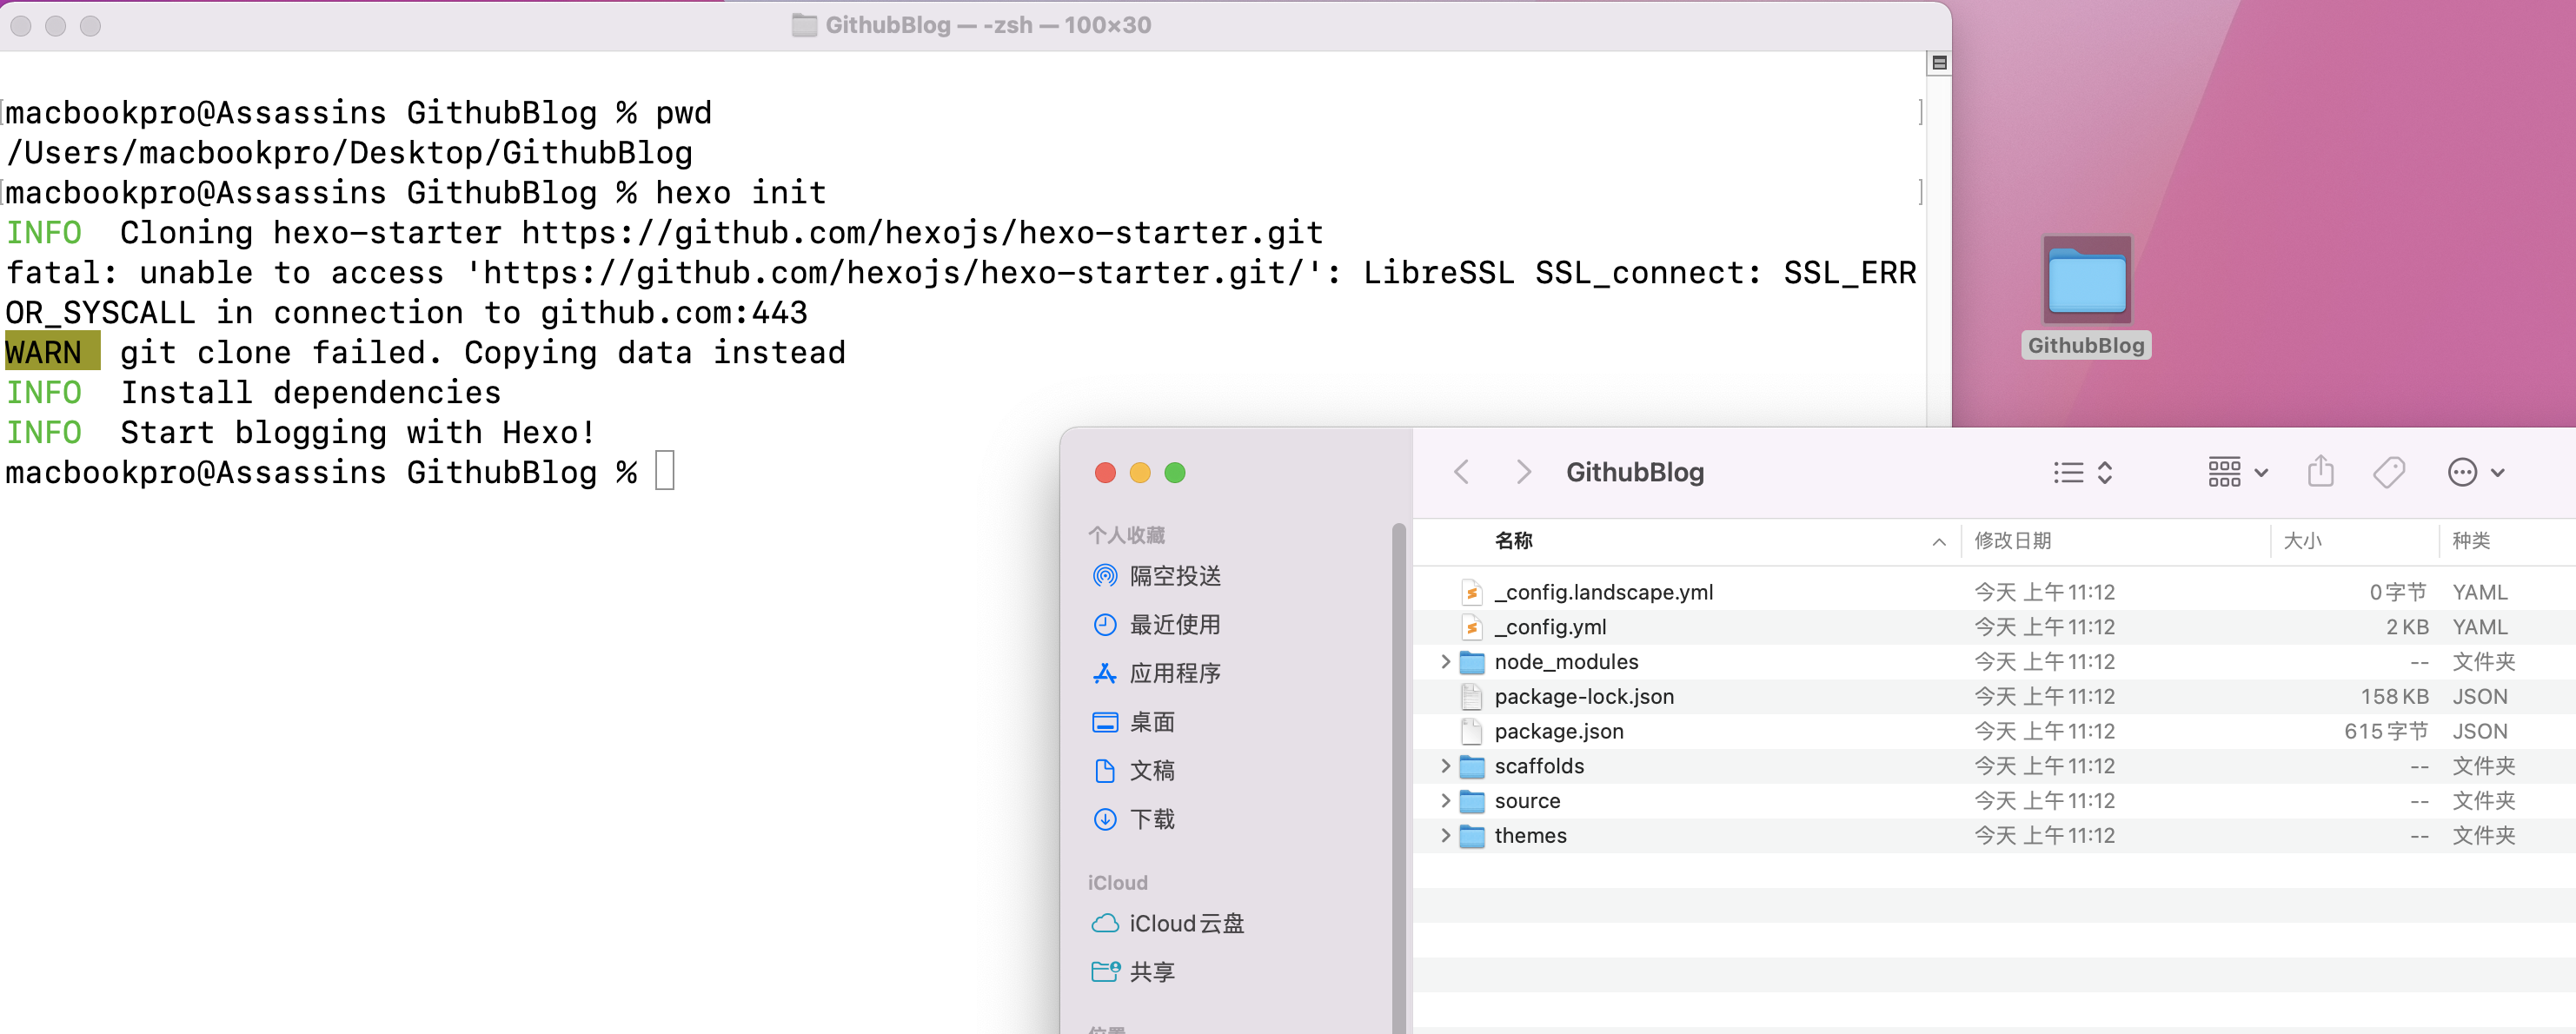 GithubBlog — -zsh — 100×30
macbookpro@Assassins GithubBlog % pwd
/Users/macbookpro/Desktop/GithubBlog
macbookpro@Assassins GithubBlog % hexo init
INFO  Cloning hexo-starter https://github.com/hexojs/hexo-starter.git
fatal: unable to access 'https://github.com/hexojs/hexo-starter.git/': LibreSSL SSL_connect: SSL_ERR
OR_SYSCALL in connection to github.com:443
WARN  git clone failed. Copying data instead
INFO  Install dependencies
INFO  Start blogging with Hexo!
macbookpro@Assassins GithubBlog %
GithubBlog
GithubBlog
个人收藏
隔空投送
最近使用
应用程序
桌面
文稿
下载
iCloud
iCloud云盘
共享
位置
名称 修改日期 大小 种类
_config.landscape.yml 今天 上午11:12 0字节 YAML
_config.yml 今天 上午11:12 2 KB YAML
node_modules 今天 上午11:12 -- 文件夹
package-lock.json 今天 上午11:12 158 KB JSON
package.json 今天 上午11:12 615字节 JSON
scaffolds 今天 上午11:12 -- 文件夹
source 今天 上午11:12 -- 文件夹
themes 今天 上午11:12 -- 文件夹